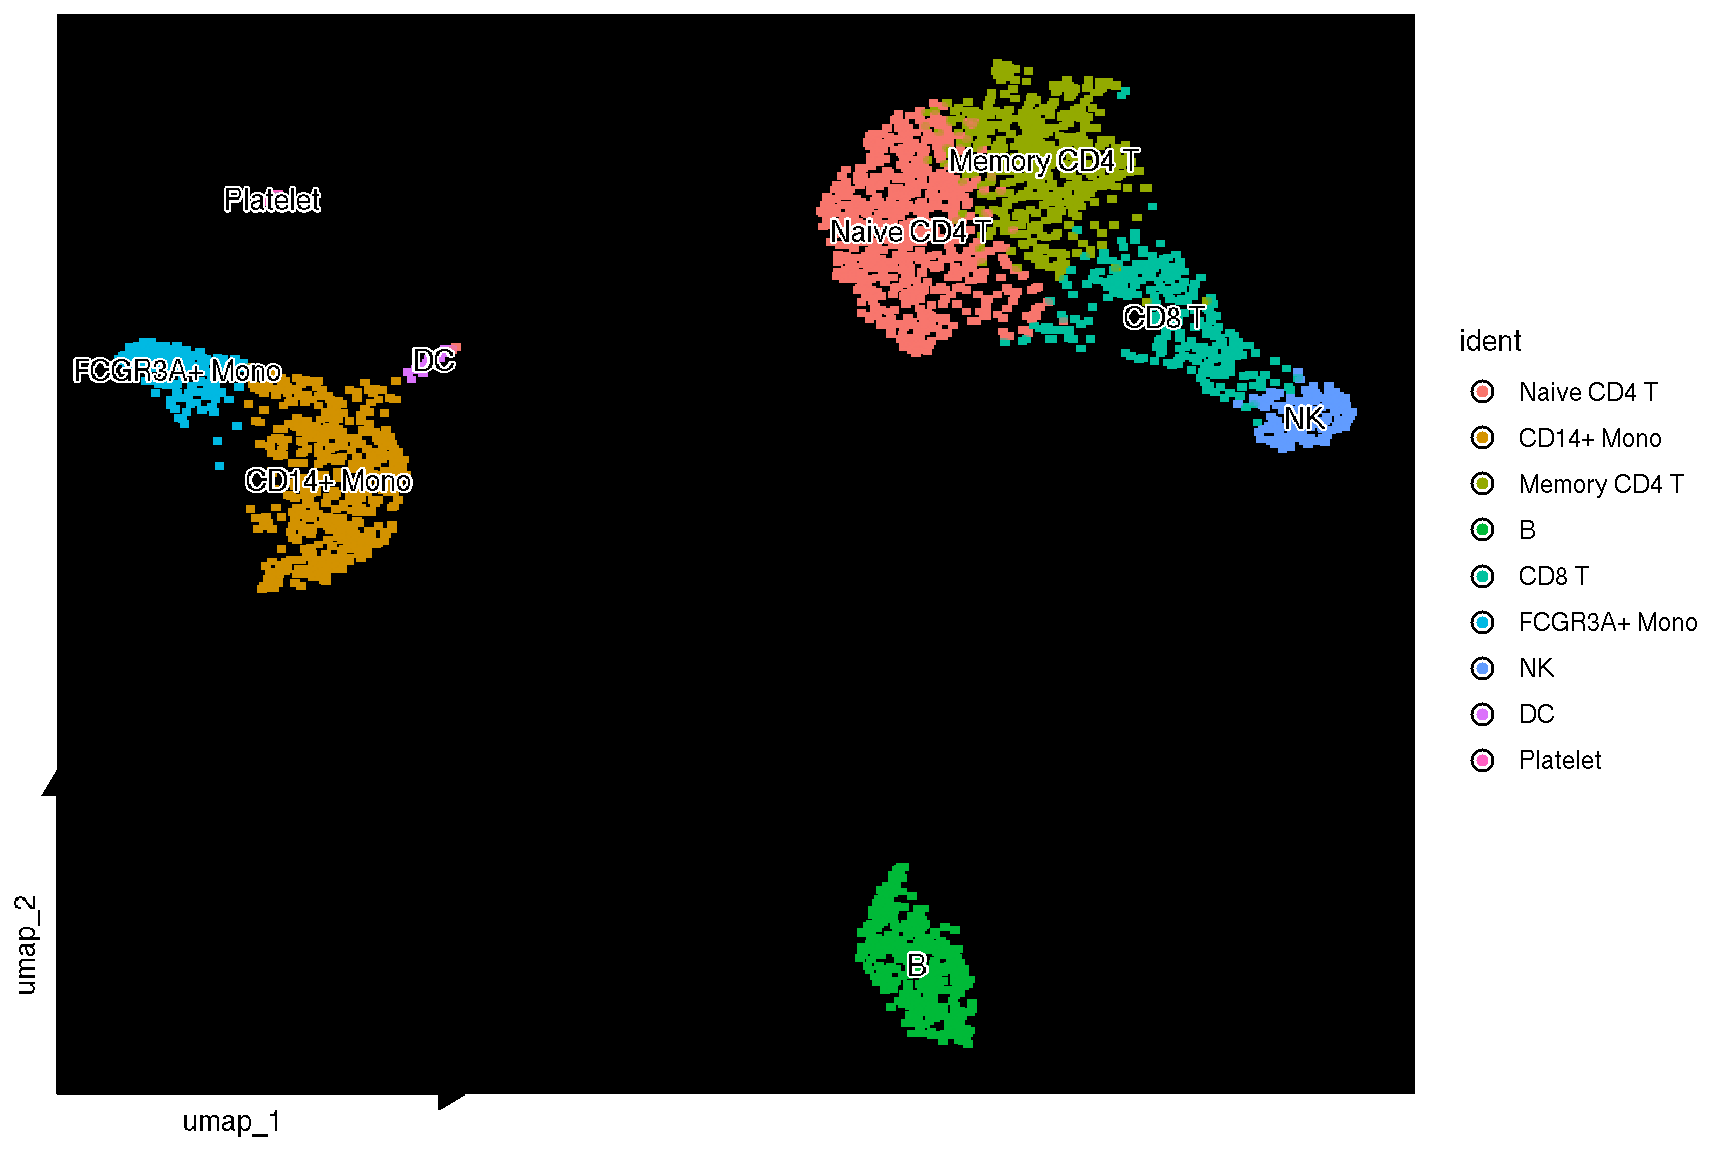 Memory CD4 T
Platelet
Naive CD4 T
CD8 T
DC
FCGR3A+ Mono
NK
CD14+ Mono
B
ident
Naive CD4 T
CD14+ Mono
Memory CD4 T
B
CD8 T
FCGR3A+ Mono
NK
DC
Platelet
umap_2
umap_1